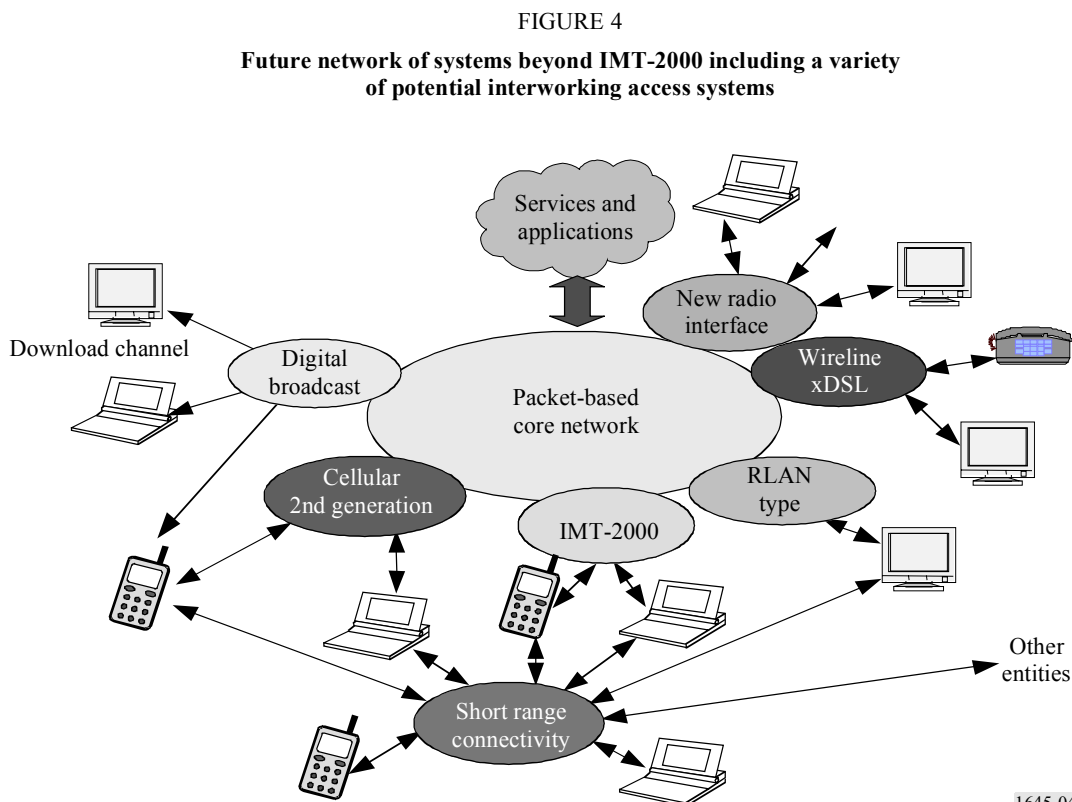 FIGURE 4
Future network of systems beyond IMT-2000 including a variety
of potential interworking access systems
Services and
applications
New radio
interface
Download channel
Digital
broadcast
Wireline
xDSL
Packet-based
core network
Cellular
2nd generation
RLAN
type
IMT-2000
Other
entities
Short range
connectivity